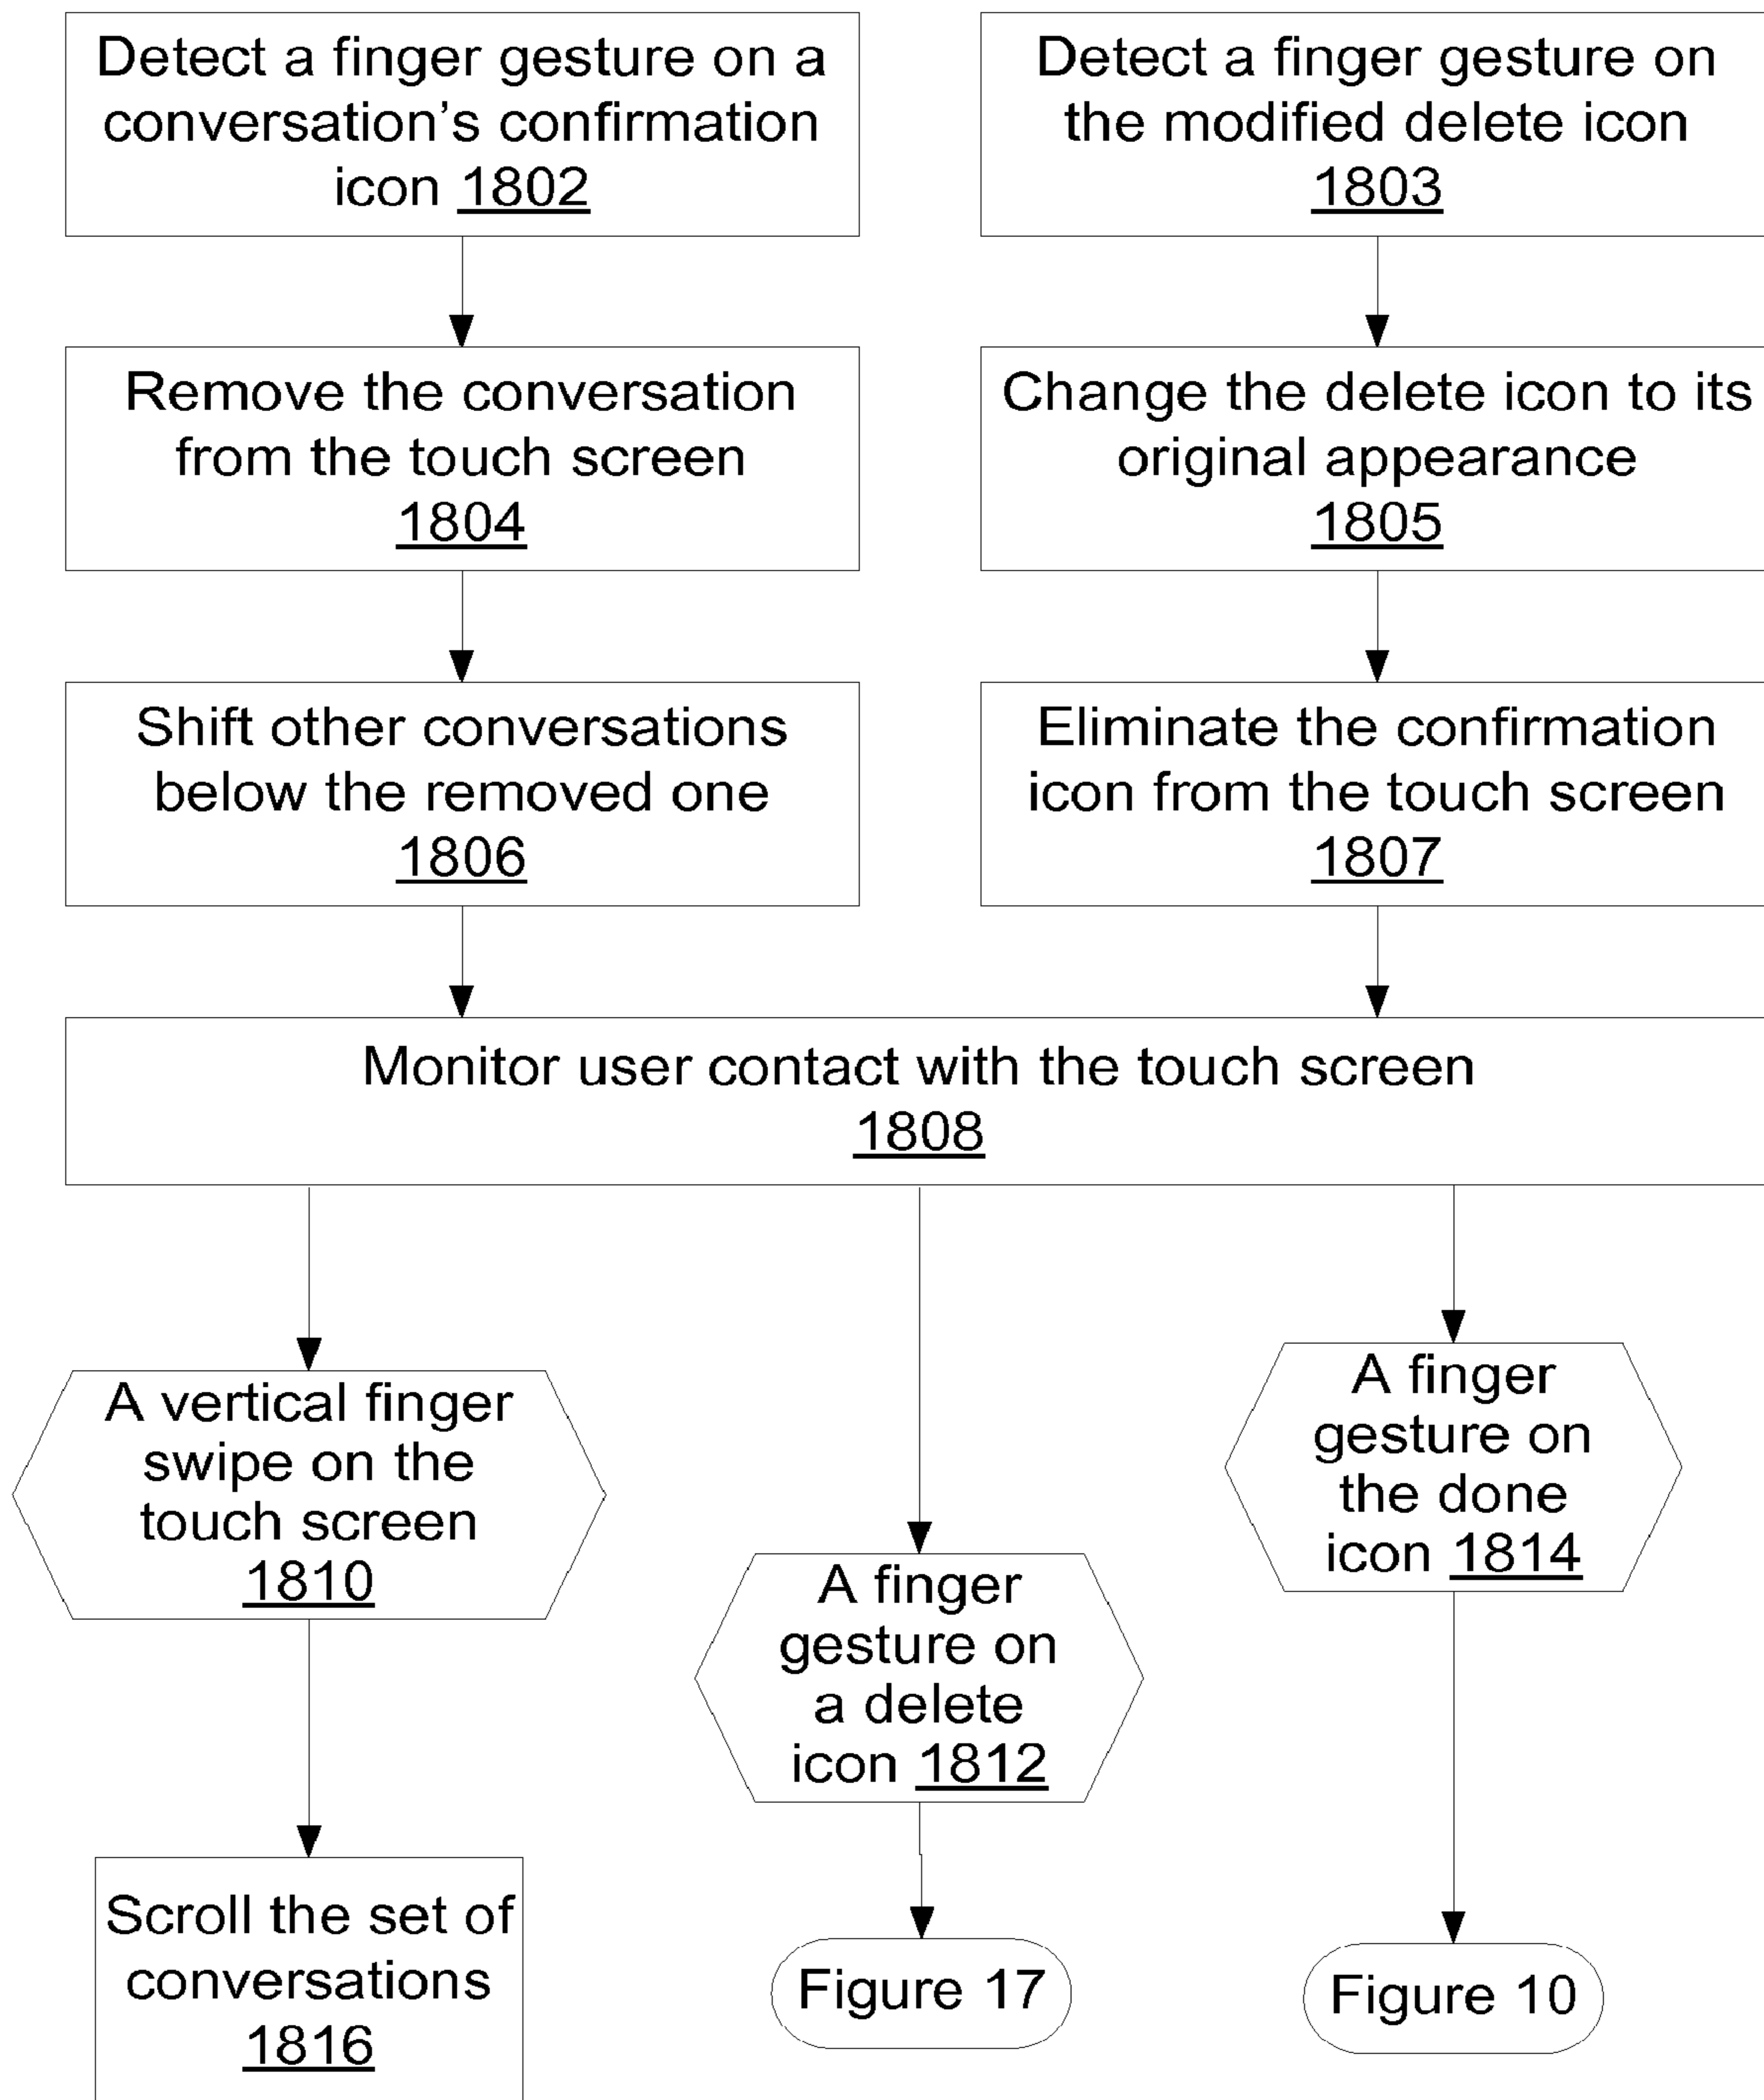 Detect a finger gesture on a
conversation’s confirmation
icon 1802
Detect a finger gesture on
the modified delete icon
1803
Remove the conversation
from the touch screen
1804
Change the delete icon to its
original appearance
1805
Shift other conversations
below the removed one
1806
Eliminate the confirmation
icon from the touch screen
1807
Monitor user contact with the touch screen
1808
A vertical finger
swipe on the
touch screen
1810
A finger
gesture on
a delete
icon 1812
A finger
gesture on
the done
icon 1814
Scroll the set of
conversations
1816
Figure 17
Figure 10